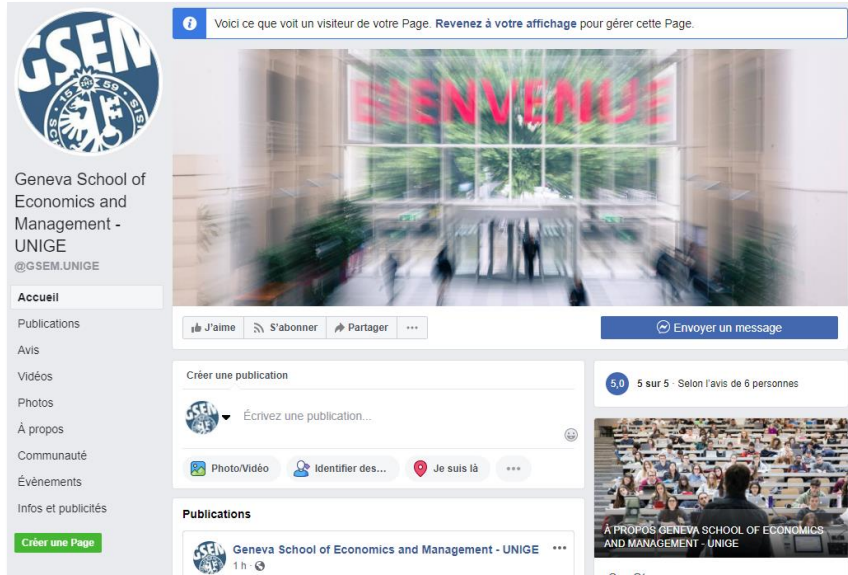 GSEM
1559
Geneva School of
Economics and
Management -
UNIGE
@GSEM.UNIGE
Accueil
Publications
Avis
Vidéos
Photos
À propos
Communauté
Évènements
Infos et publicités
Créer une Page
Voici ce que voit un visiteur de votre Page. Revenez à votre affichage pour gérer cette Page.
BIENVENUE
J'aime
S'abonner
Partager
Envoyer un message
Créer une publication
Écrivez une publication...
Photo/Vidéo
Identifier des...
Je suis là
Publications
Geneva School of Economics and Management - UNIGE
1 h
5,0
5 sur 5 · Selon l'avis de 6 personnes
À PROPOS GENEVA SCHOOL OF ECONOMICS
AND MANAGEMENT - UNIGE